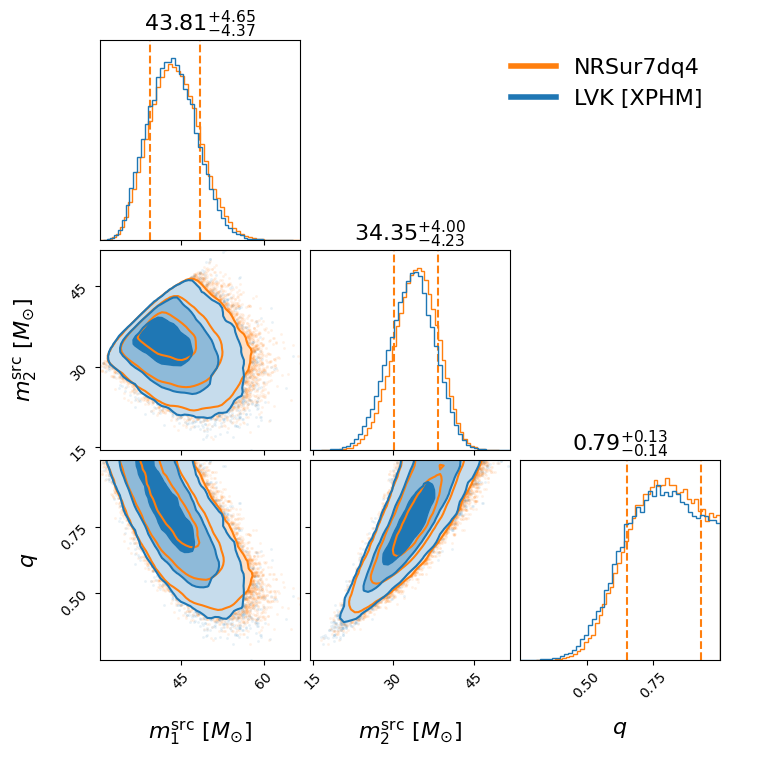 43.81+4.65−4.37
NRSur7dq4
LVK [XPHM]
34.35+4.00−4.23
45
30
15
m2src [M⊙]
0.79+0.13−0.14
0.75
0.50
q
45
60
15
30
45
0.50
0.75
m1src [M⊙]
m2src [M⊙]
q